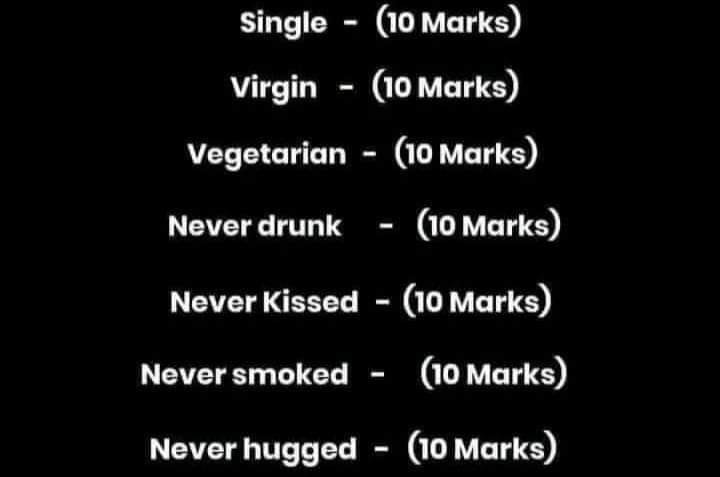 Single - (10 Marks)
Virgin - (10 Marks)
Vegetarian - (10 Marks)
Never drunk - (10 Marks)
Never Kissed - (10 Marks)
Never smoked - (10 Marks)
Never hugged - (10 Marks)